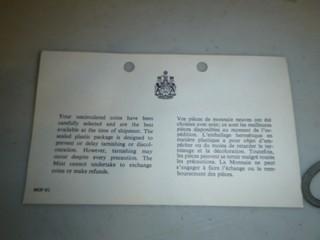 Your uncirculated coins have been
carefully selected and are the best
available at the time of shipment. The
sealed plastic package is designed to
prevent or delay tarnishing or discol-
oration. However, tarnishing may
occur despite every precaution. The
Mint cannot undertake to exchange
coins or make refunds.
Vos pièces de monnaie neuves ont été
choisies avec soin; ce sont les meilleures
pièces disponibles au moment de l'ex-
pédition. L'emballage hermétique en
matière plastique a pour objet d'em-
pêcher ou du moins de retarder le ter-
nissage et la décoloration. Toutefois,
les pièces peuvent se ternir malgré toutes
les précautions. La Monnaie ne peut
s'engager à faire l'échange ou le rem-
boursement des pièces.